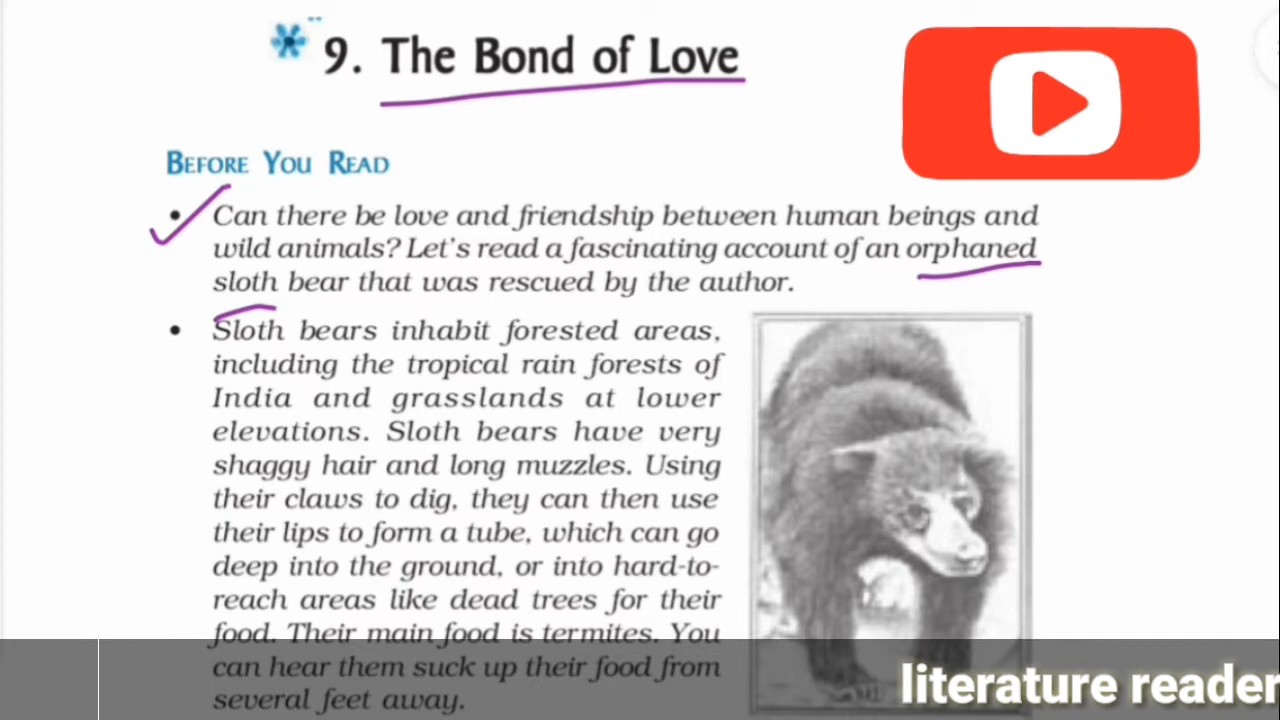 9. The Bond of Love
BEFORE YOU READ
• Can there be love and friendship between human beings and
wild animals? Let's read a fascinating account of an orphaned
sloth bear that was rescued by the author.
• Sloth bears inhabit forested areas,
including the tropical rain forests of
India and grasslands at lower
elevations. Sloth bears have very
shaggy hair and long muzzles. Using
their claws to dig, they can then use
their lips to form a tube, which can go
deep into the ground, or into hard-to-
reach areas like dead trees for their
food. Their main food is termites. You
can hear them suck up their food from
several feet away.
literature reader